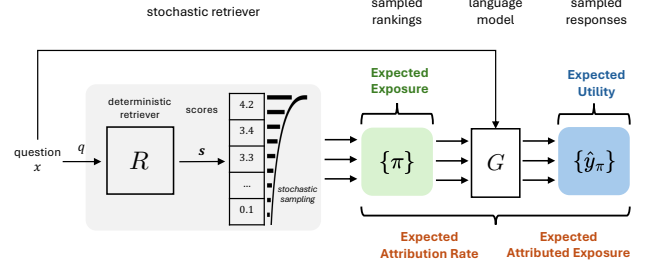 stochastic retriever
sampled
rankings
language
model
sampled
responses
Expected
Exposure
Expected
Utility
deterministic
retriever
scores
4.2
3.4
3.3
...
0.1
question
x
q
R
s
stochastic
sampling
{π}
G
{ŷπ}
Expected
Attribution Rate
Expected
Attributed Exposure